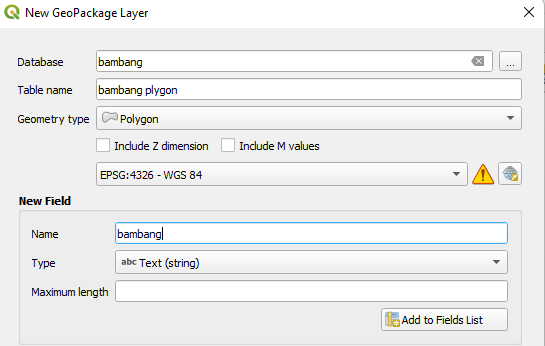 New GeoPackage Layer
Database bambang ...
Table name bambang plygon
Geometry type Polygon
Include Z dimension Include M values
EPSG:4326 - WGS 84
New Field
Name bambang
Type abc Text (string)
Maximum length
Add to Fields List